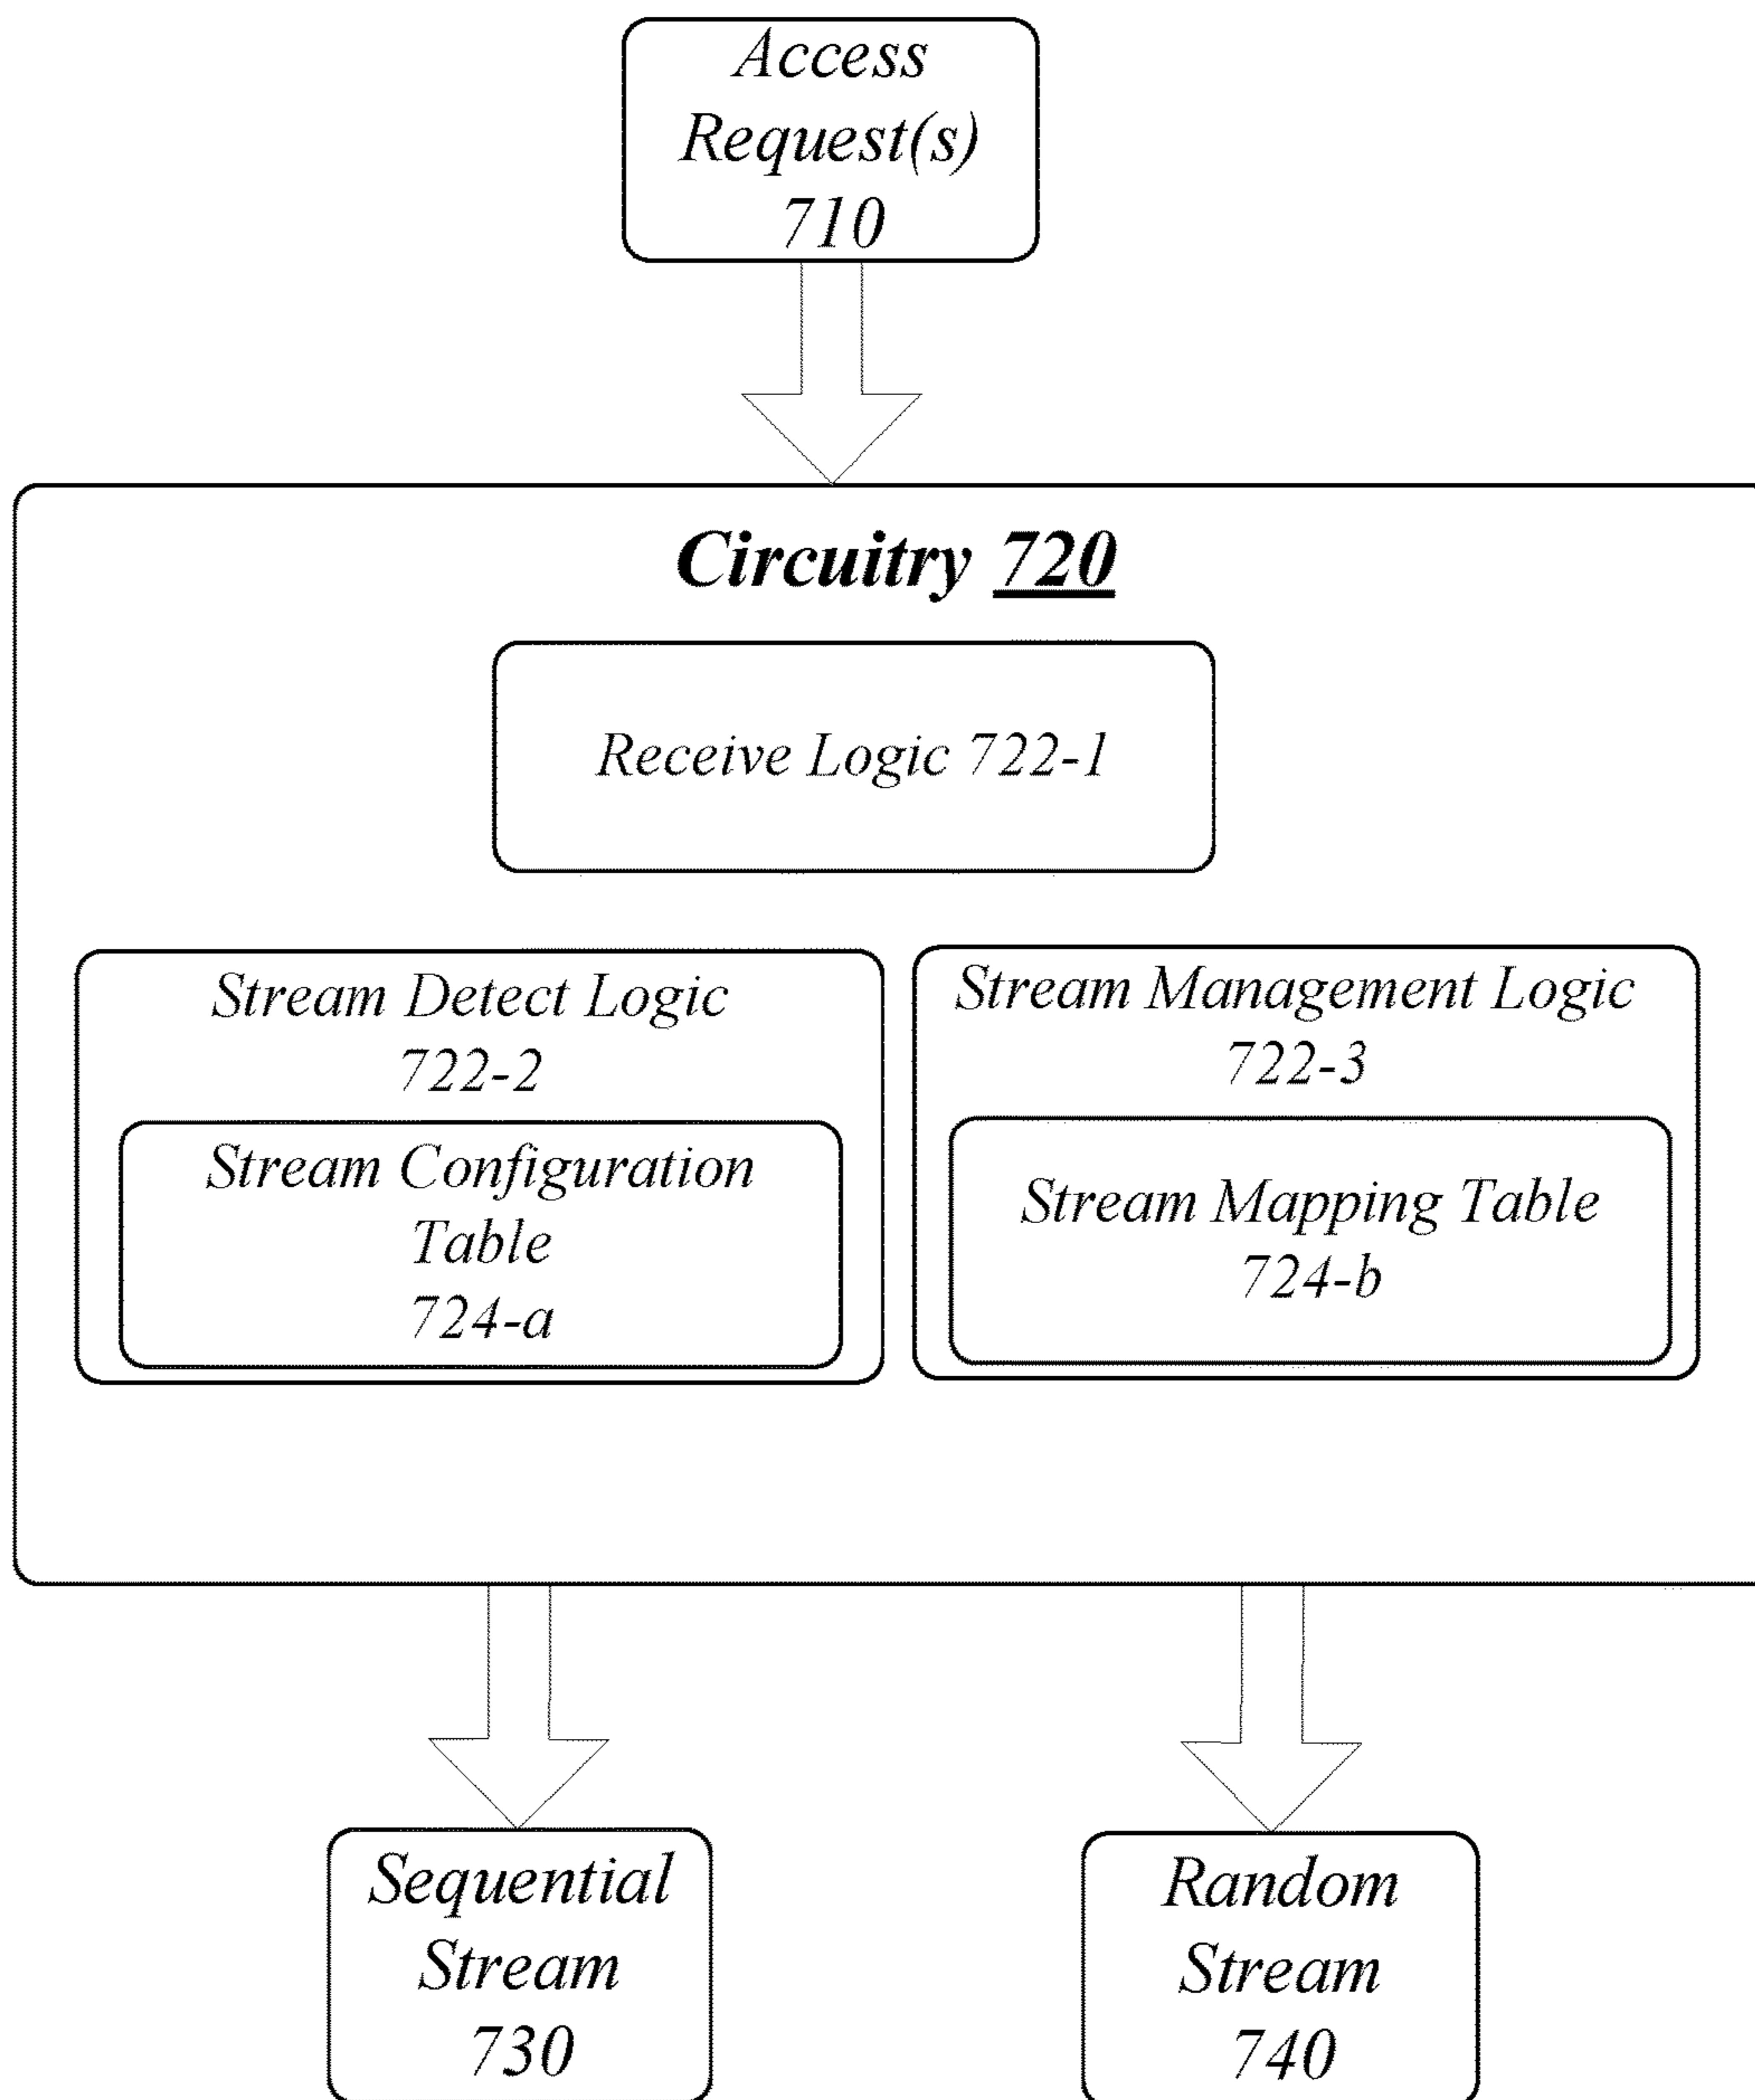 Access
Request(s)
710
Circuitry 720
Receive Logic 722-1
Stream Detect Logic
722-2
Stream Configuration
Table
724-a
Stream Management Logic
722-3
Stream Mapping Table
724-b
Sequential
Stream
730
Random
Stream
740